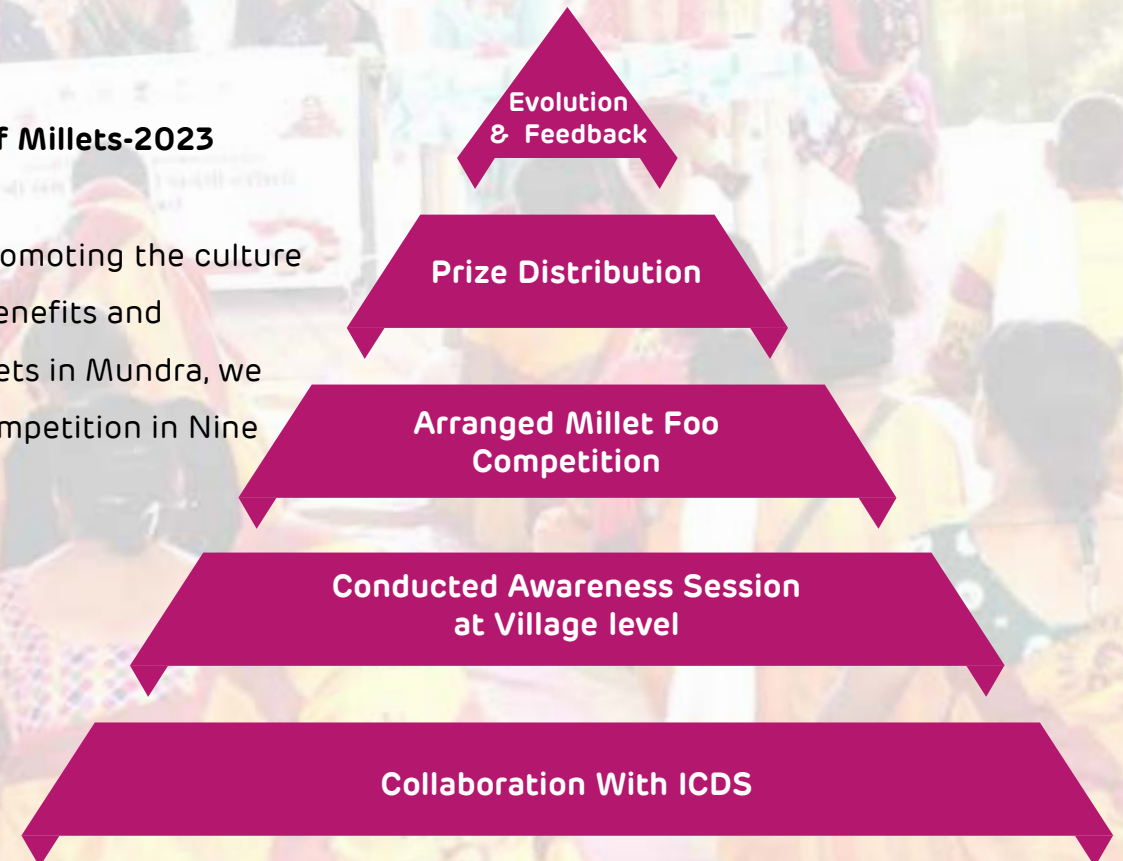 f Millets-2023
omoting the culture
enefits and
ets in Mundra, we
mpetition in Nine
Evolution
& Feedback
Prize Distribution
Arranged Millet Foo
Competition
Conducted Awareness Session
at Village level
Collaboration With ICDS